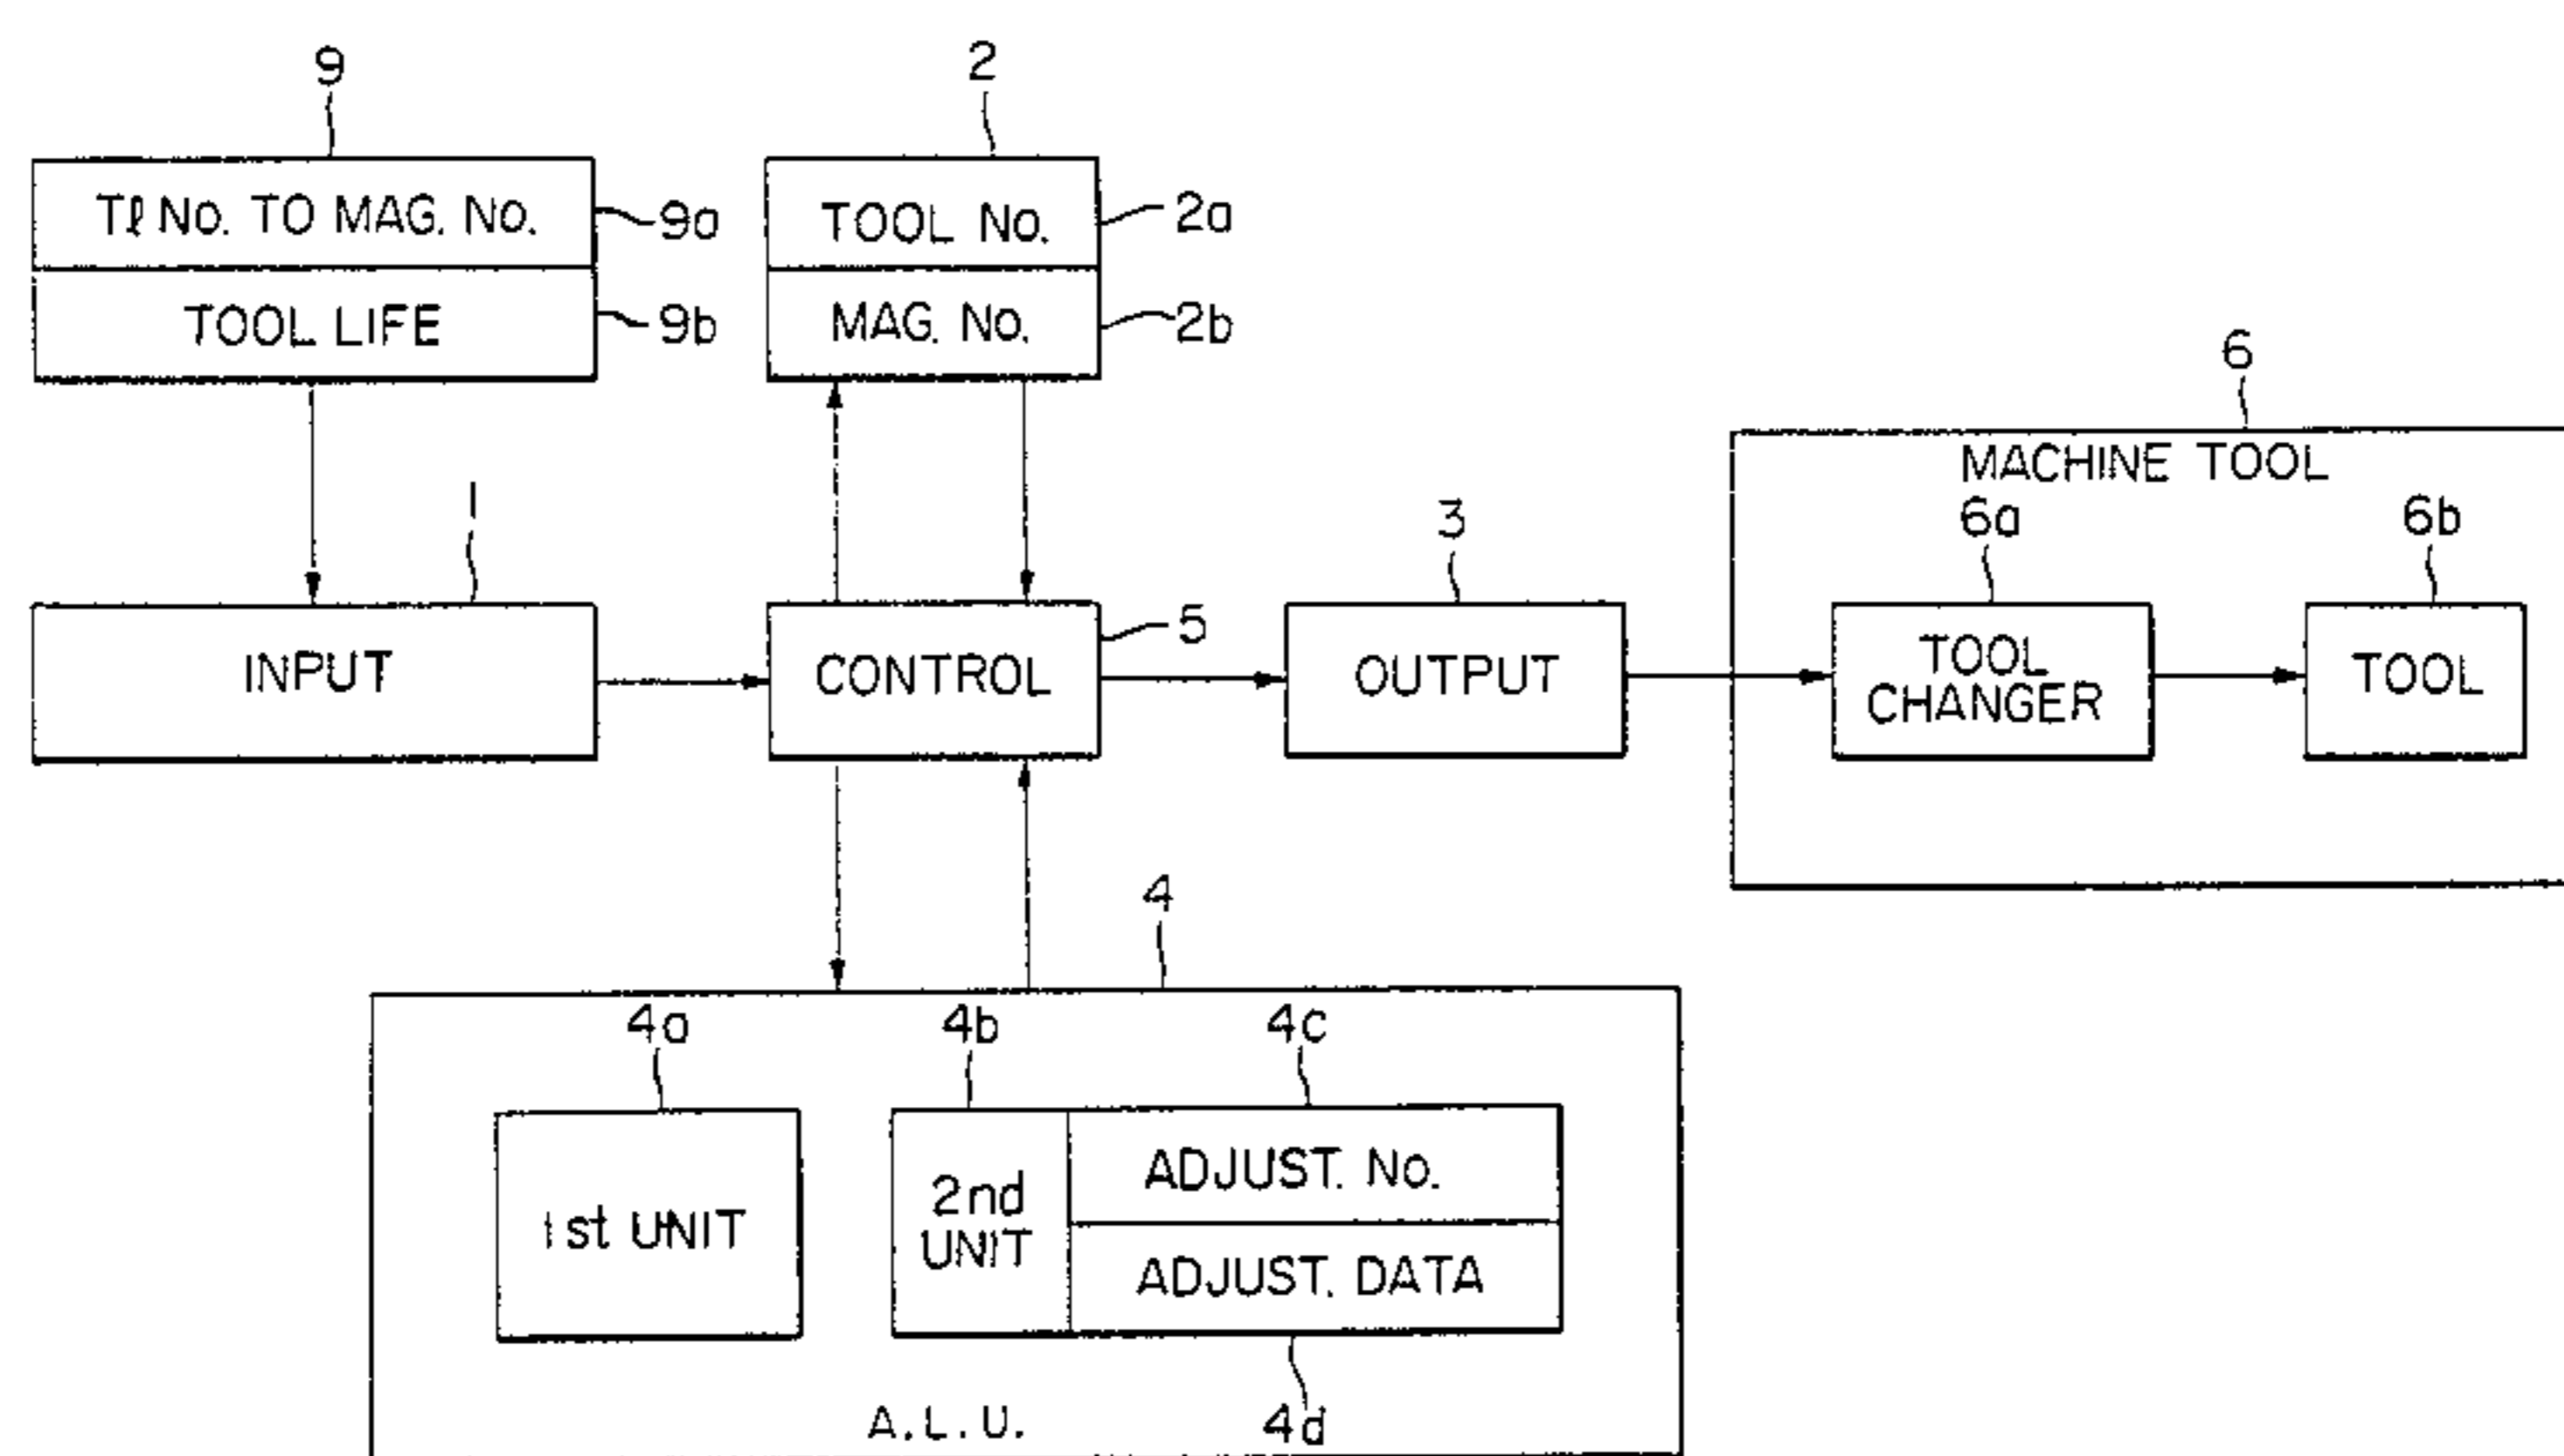 9
2
Tl No. TO MAG. No.
9a
TOOL No.
2a
TOOL LIFE
9b
MAG. No.
2b
6
MACHINE TOOL
1
3
6a
6b
INPUT
CONTROL
5
OUTPUT
TOOL
CHANGER
TOOL
4
4a
4b
4c
1st UNIT
2nd
UNIT
ADJUST. No.
ADJUST. DATA
A.L.U.
4d